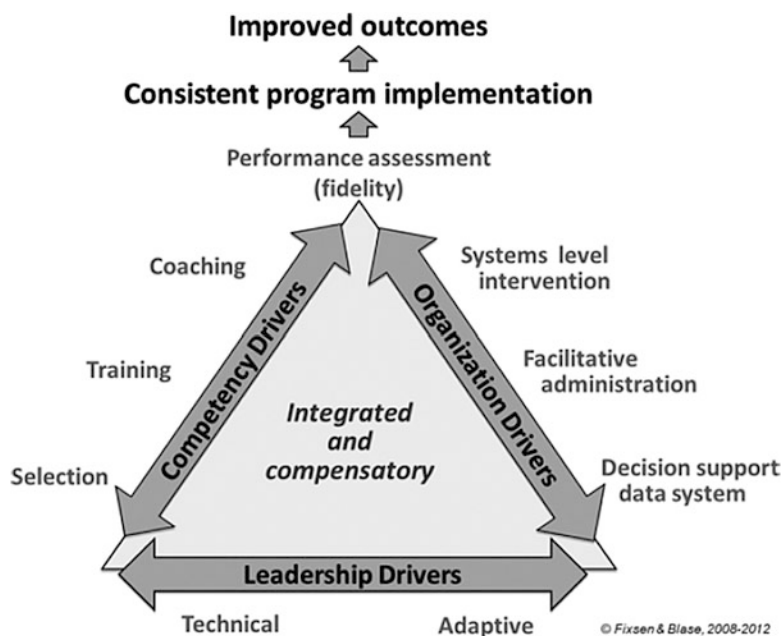 Improved outcomes
Consistent program implementation
Performance assessment
(fidelity)
Coaching
Systems level
intervention
Competency Drivers
Organization Drivers
Training
Facilitative
administration
Integrated
and
compensatory
Selection
Decision support
data system
Leadership Drivers
Technical
Adaptive
© Fixsen & Blase, 2008-2012